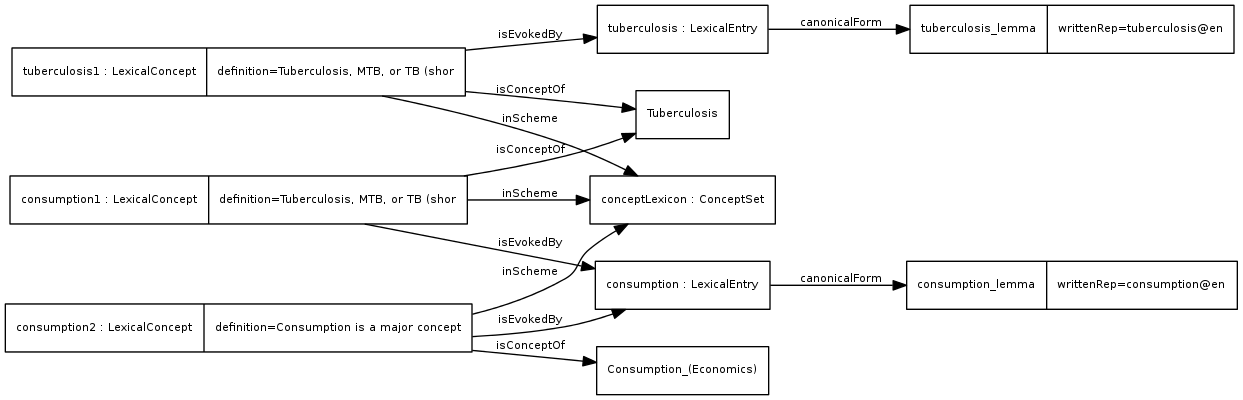 isEvokedBy
tuberculosis : LexicalEntry
canonicalForm
tuberculosis_lemma
writtenRep=tuberculosis@en
tuberculosis1 : LexicalConcept
definition=Tuberculosis, MTB, or TB (shor
isConceptOf
Tuberculosis
inScheme
isConceptOf
consumption1 : LexicalConcept
definition=Tuberculosis, MTB, or TB (shor
inScheme
conceptLexicon : ConceptSet
isEvokedBy
inScheme
consumption : LexicalEntry
canonicalForm
consumption_lemma
writtenRep=consumption@en
consumption2 : LexicalConcept
definition=Consumption is a major concept
isEvokedBy
isConceptOf
Consumption_(Economics)